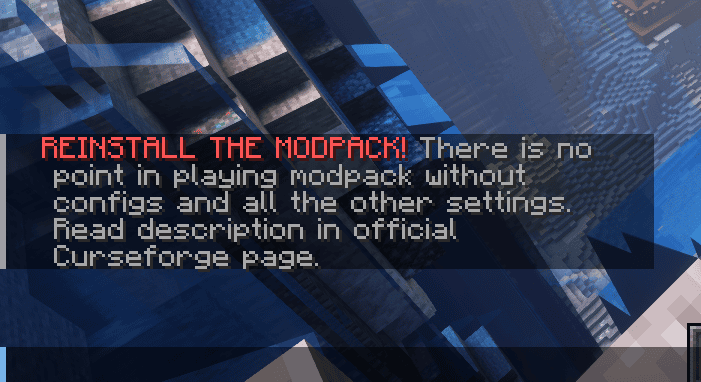 REINSTALL THE MODPACK! There is no
point in playing modpack without
configs and all the other settings.
Read description in official
Curseforge page.